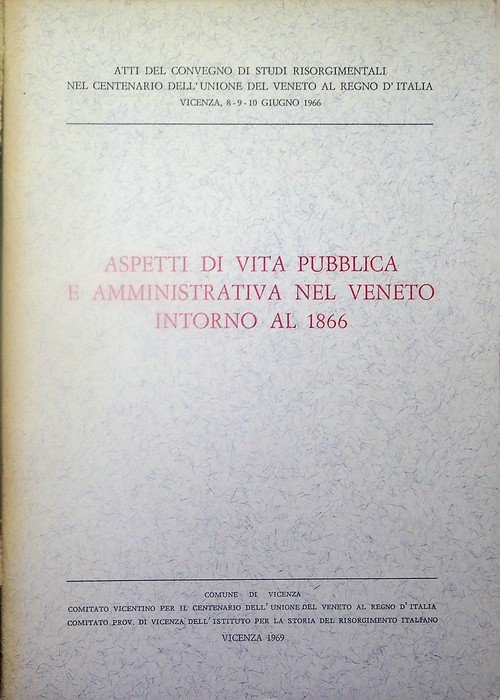 ATTI DEL CONVEGNO DI STUDI RISORGIMENTALI
NEL CENTENARIO DELL'UNIONE DEL VENETO AL REGNO D'ITALIA
VICENZA, 8-9-10 GIUGNO 1966
ASPETTI DI VITA PUBBLICA
E AMMINISTRATIVA NEL VENETO
INTORNO AL 1866
COMUNE DI VICENZA
COMITATO VICENTINO PER IL CENTENARIO DELL'UNIONE DEL VENETO AL REGNO D'ITALIA
COMITATO PROV. DI VICENZA DELL'ISTITUTO PER LA STORIA DEL RISORGIMENTO ITALIANO
VICENZA 1969